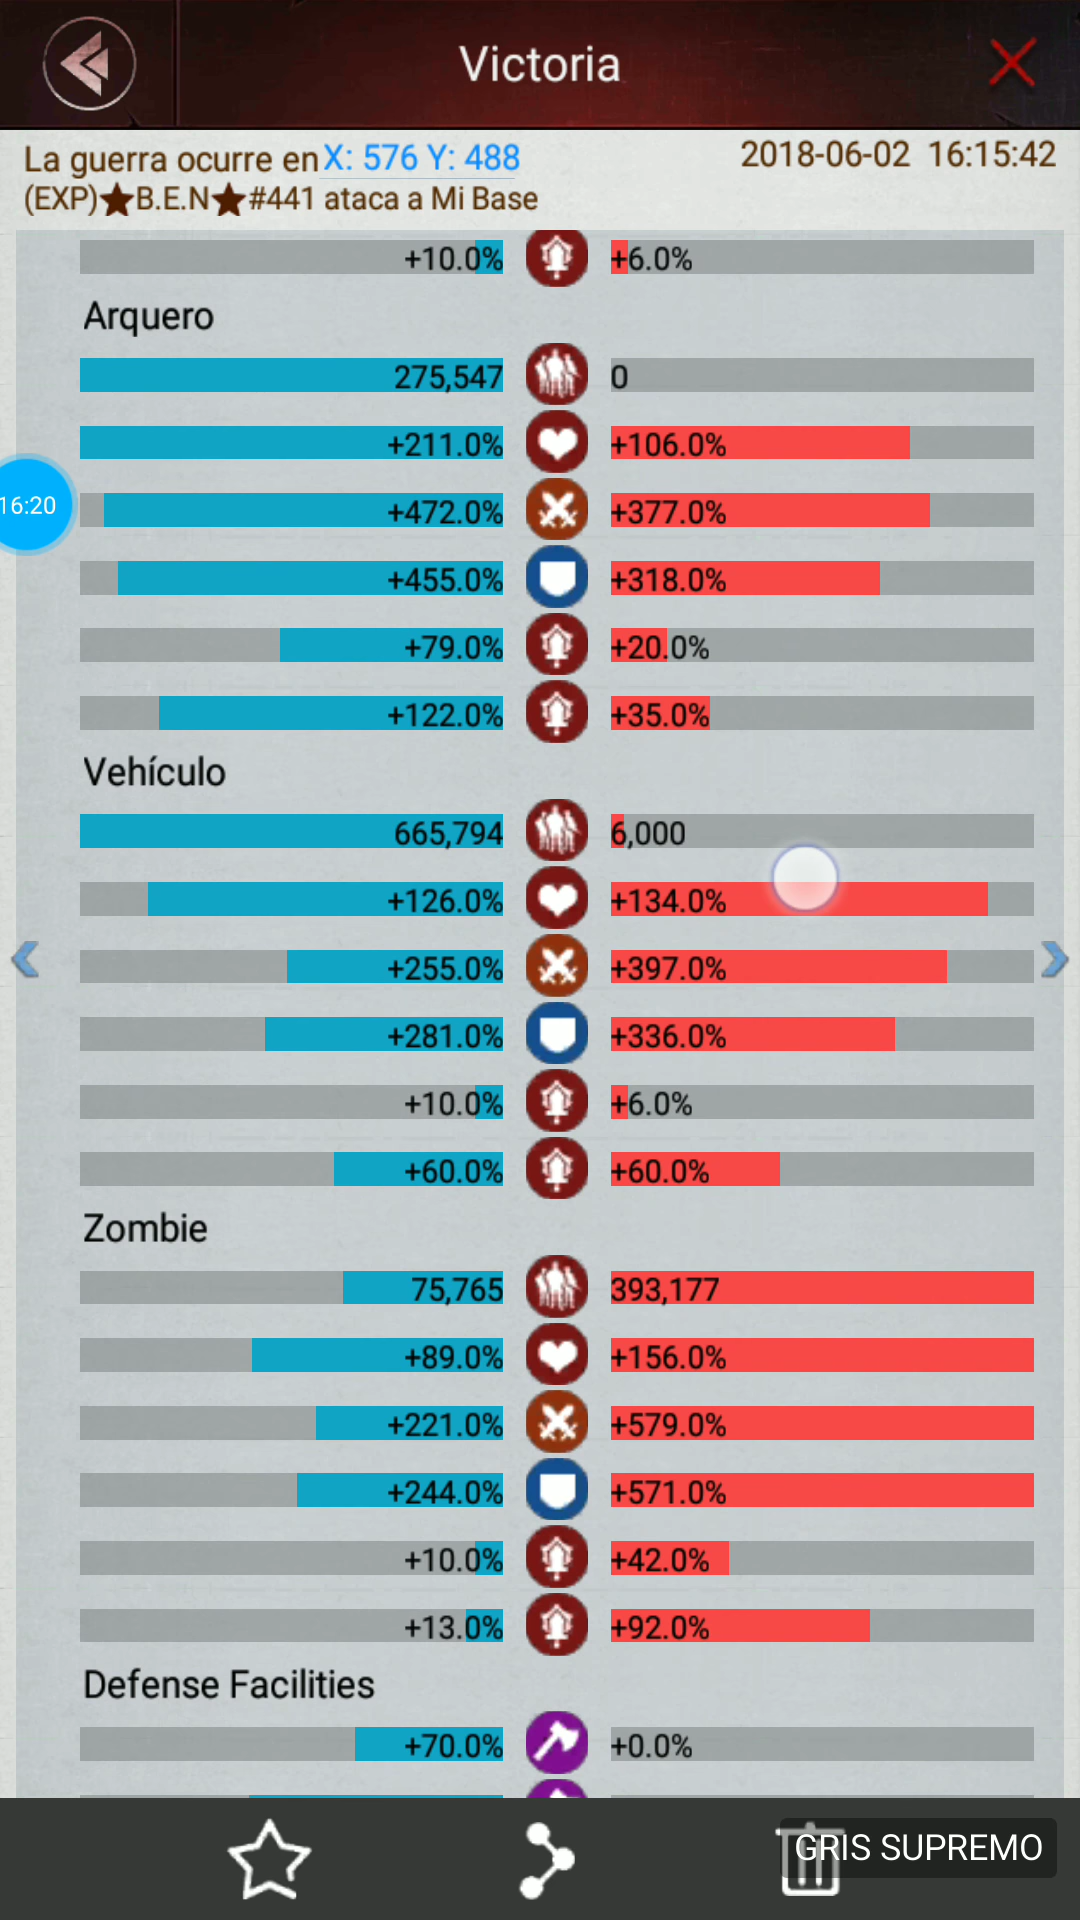 Victoria
La guerra ocurre en X: 576 Y: 488 2018-06-02 16:15:42
(EXP)★B.E.N★#441 ataca a Mi Base
+10.0% +6.0%
Arquero
275,547 0
+211.0% +106.0%
16:20 +472.0% +377.0%
+455.0% +318.0%
+79.0% +20.0%
+122.0% +35.0%
Vehículo
665,794 6,000
+126.0% +134.0%
+255.0% +397.0%
+281.0% +336.0%
+10.0% +6.0%
+60.0% +60.0%
Zombie
75,765 393,177
+89.0% +156.0%
+221.0% +579.0%
+244.0% +571.0%
+10.0% +42.0%
+13.0% +92.0%
Defense Facilities
+70.0% +0.0%
GRIS SUPREMO